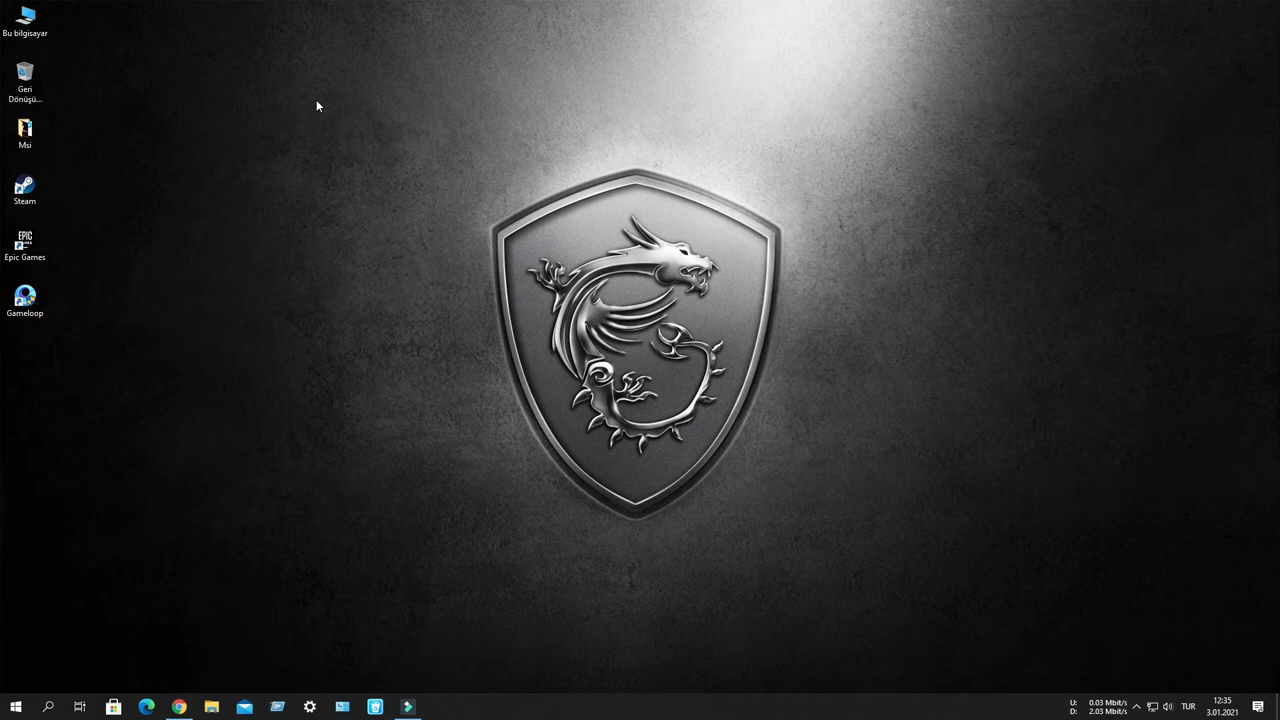 Bu bilgisayar
Geri
Dönüşü...
Msi
Steam
EPIC
Epic Games
Gameloop
U: 0.03 Mbit/s
D: 2.03 Mbit/s
TUR
12:35
3.01.2021